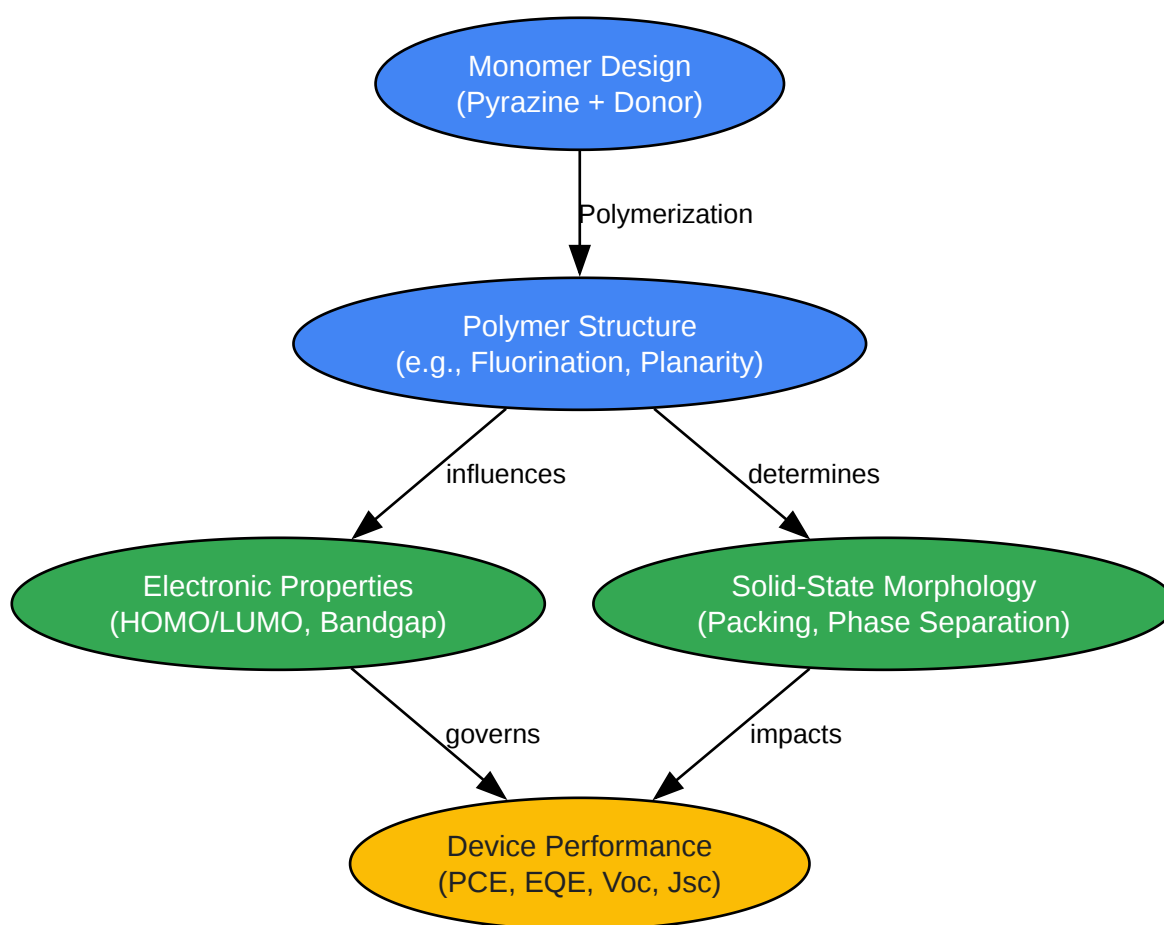 Monomer Design
(Pyrazine + Donor)
Polymerization
Polymer Structure
(e.g., Fluorination, Planarity)
influences
determines
Electronic Properties
(HOMO/LUMO, Bandgap)
Solid-State Morphology
(Packing, Phase Separation)
governs
impacts
Device Performance
(PCE, EQE, Voc, Jsc)